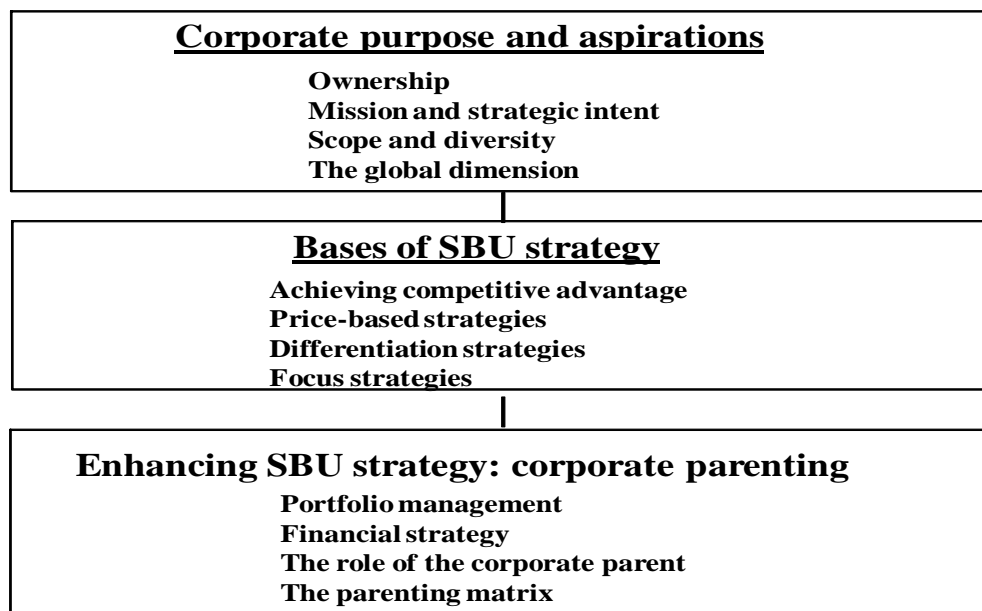 Corporate purpose and aspirations
Ownership
Mission and strategic intent
Scope and diversity
The global dimension
Bases of SBU strategy
Achieving competitive advantage
Price-based strategies
Differentiation strategies
Focus strategies
Enhancing SBU strategy: corporate parenting
Portfolio management
Financial strategy
The role of the corporate parent
The parenting matrix